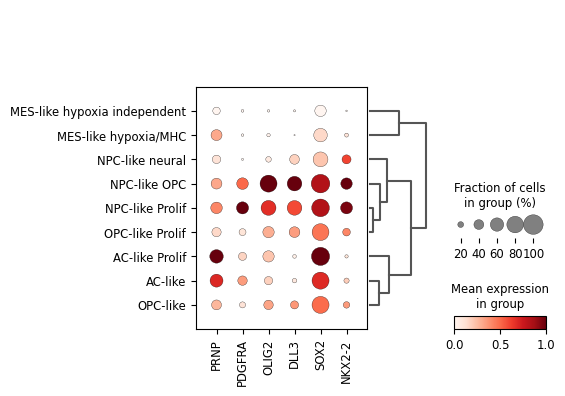 MES-like hypoxia independent
MES-like hypoxia/MHC
NPC-like neural
NPC-like OPC
NPC-like Prolif
OPC-like Prolif
AC-like Prolif
AC-like
OPC-like
PRNP
PDGFRA
OLIG2
DLL3
SOX2
NKX2-2
Fraction of cells
in group (%)
20 40 60 80 100
Mean expression
in group
0.0 0.5 1.0